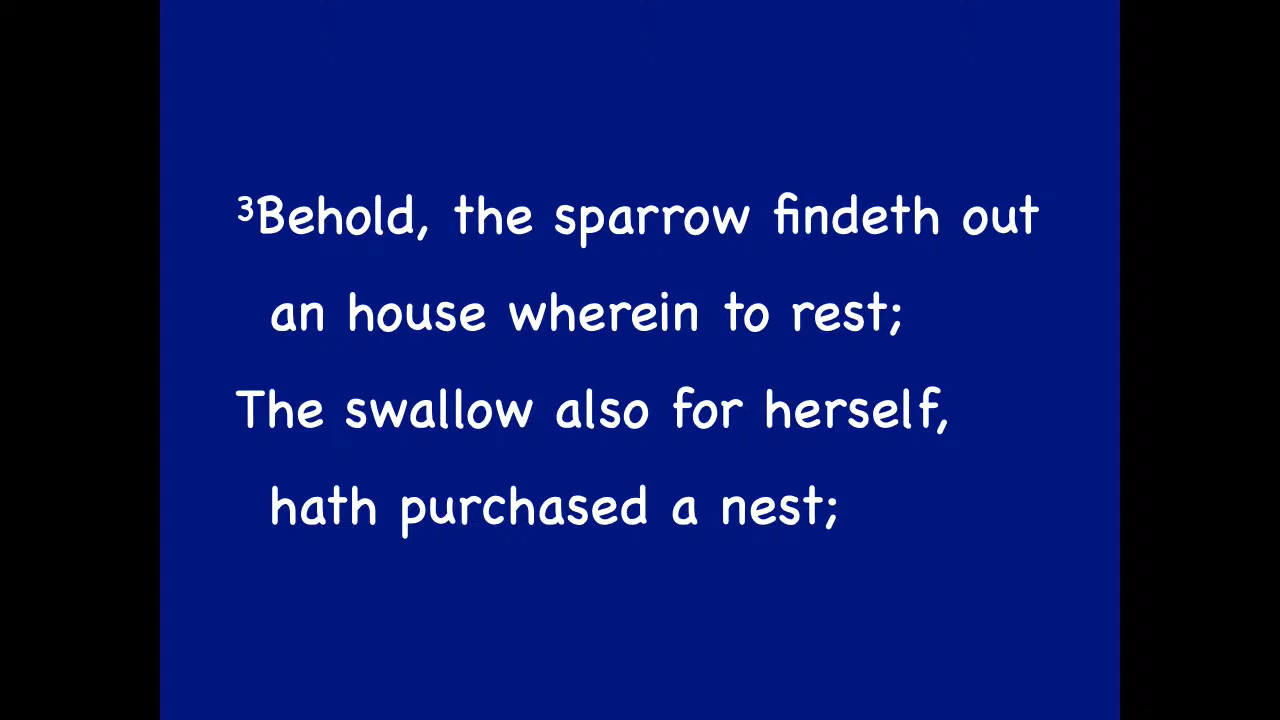 ³Behold, the sparrow findeth out
an house wherein to rest;
The swallow also for herself,
hath purchased a nest;